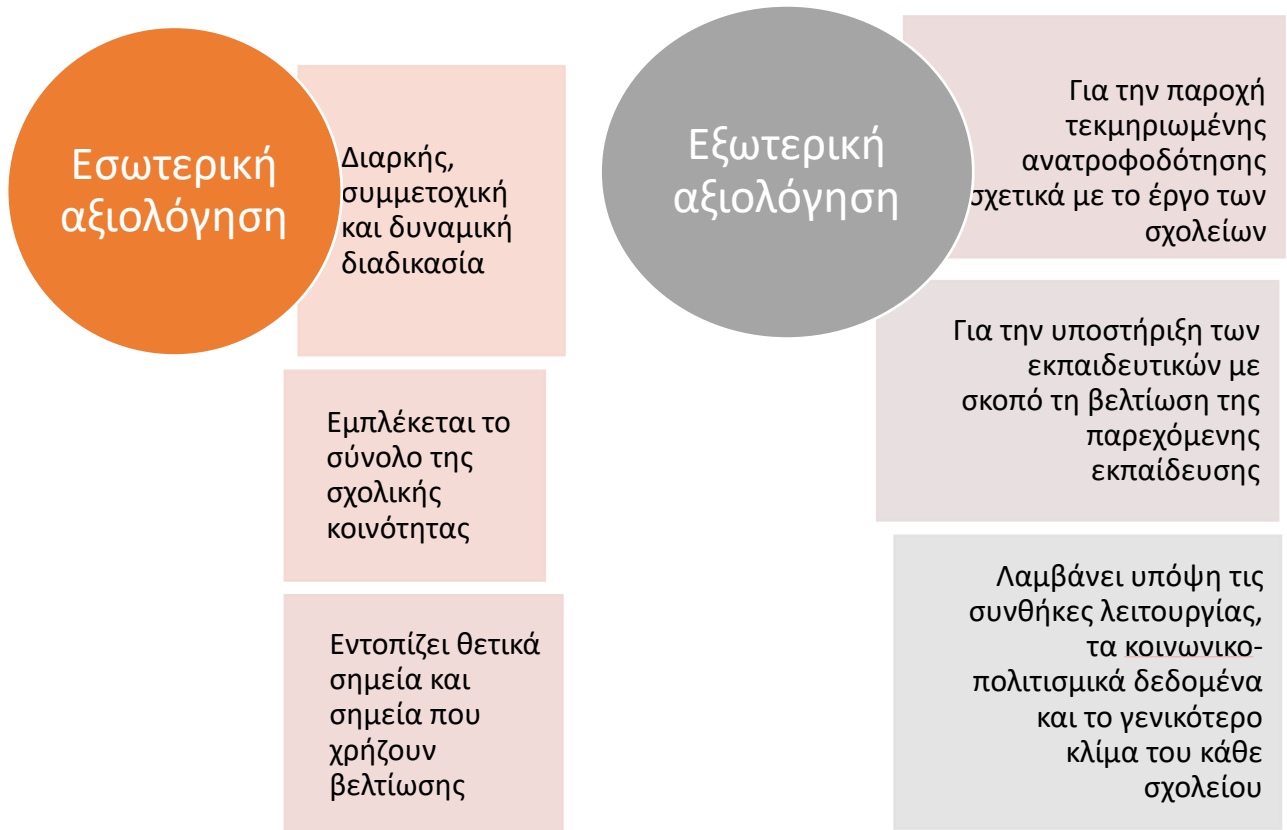 Εσωτερική
αξιολόγηση
Διαρκής,
συμμετοχική
και δυναμική
διαδικασία
Εμπλέκεται το
σύνολο της
σχολικής
κοινότητας
Εντοπίζει θετικά
σημεία και
σημεία που
χρήζουν
βελτίωσης
Εξωτερική
αξιολόγηση
Για την παροχή
τεκμηριωμένης
ανατροφοδότησης
σχετικά με το έργο των
σχολείων
Για την υποστήριξη των
εκπαιδευτικών με
σκοπό τη βελτίωση της
παρεχόμενης
εκπαίδευσης
Λαμβάνει υπόψη τις
συνθήκες λειτουργίας,
τα κοινωνικο-
πολιτισμικά δεδομένα
και το γενικότερο
κλίμα του κάθε
σχολείου